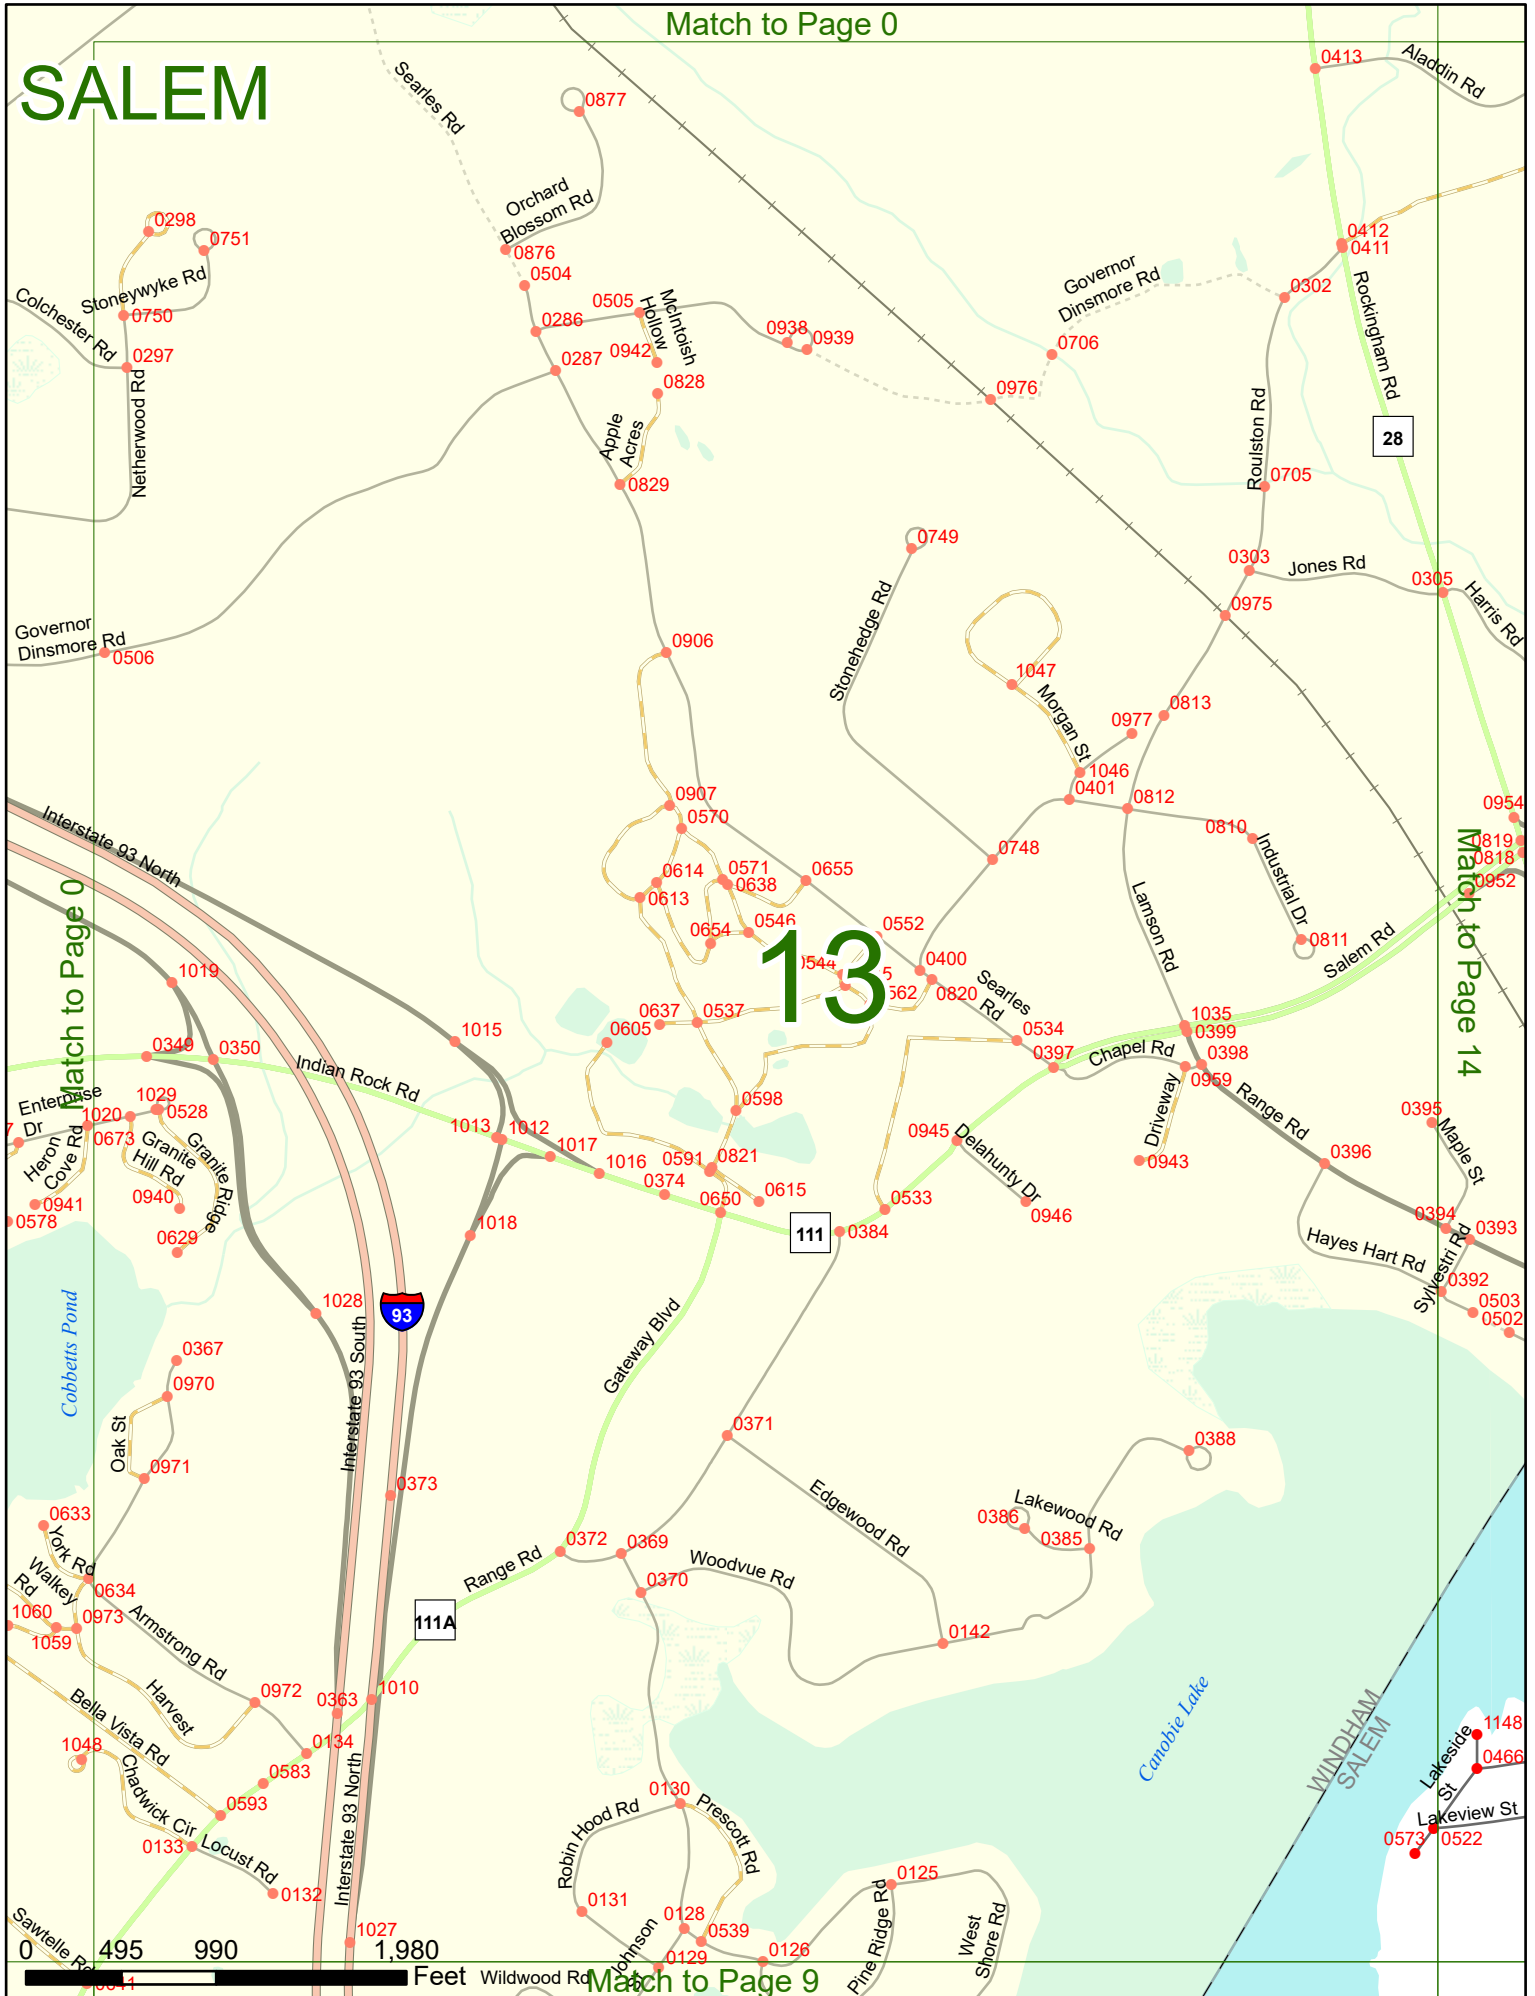 Match to Page 0
SALEM
Searles Rd
0877
0413
Aladdin Rd
Orchard
Blossom Rd
0298
0751
0876
0412
0411
Stoneywyke Rd
0504
Governor
Dinsmore Rd
0302
Colchester Rd
0750
0505
McIntoish
Hollow
0286
0938
0939
0706
Rockingham Rd
0297
0287
0942
0828
0976
28
Netherwood Rd
Apple
Acres
0829
Roulston Rd
0705
0749
0303
Jones Rd
0305
Harris Rd
0975
Governor
Dinsmore Rd
0506
0906
Stonehedge Rd
1047
Morgan St
0977
0813
1046
0401
0812
0907
0570
0810
0954
0819
0818
Interstate 93 North
0748
Industrial Dr
Match to Page 14
Match to Page 0
0614
0571
0638
0655
0952
0613
Lamson Rd
0654
0546
0552
13
0811
Salem Rd
0544
5
0400
1019
562
0820
Searles
Rd
0637
0537
1035
0399
1015
0605
0534
0349
0350
0397
Chapel Rd
0398
0959
Indian Rock Rd
Enterprise
Dr
1029
0528
1020
0673
7
0598
Driveway
Range Rd
0395
Maple St
Heron
Cove Rd
Granite
Hill Rd
Granite Ridge
1013
1012
1017
0945
Delahunty Dr
0943
0396
1016
0591
0821
0374
0615
0941
0940
0578
0650
0533
0946
0394
0393
0629
1018
111
0384
Hayes Hart Rd
Sylvestri Rd
0392
0503
0502
1028
93
Cobbetts Pond
Interstate 93 South
Gateway Blvd
0367
0970
Oak St
0371
0388
0971
0373
Edgewood Rd
0386
Lakewood Rd
0385
0633
York Rd
0372
0369
Range Rd
Woodvue Rd
Walkey
Rd
0634
0370
1060
1059
0973
Armstrong Rd
111A
0142
Harvest
0972
1010
0363
Canobie Lake
WINDHAM
SALEM
Bella Vista Rd
0134
1048
0583
Lakeside
St
1148
0466
Chadwick Cir
0593
0130
Robin Hood Rd
Prescott Rd
Lakeview St
0133
Locust Rd
0573
0522
0132
Interstate 93 North
0131
0125
Pine Ridge Rd
West
Shore Rd
1027
0128
0539
Johnson
St
0129
0126
Sawtelle Rd
0 495 990 1,980
Feet
Wildwood Rd
Match to Page 9